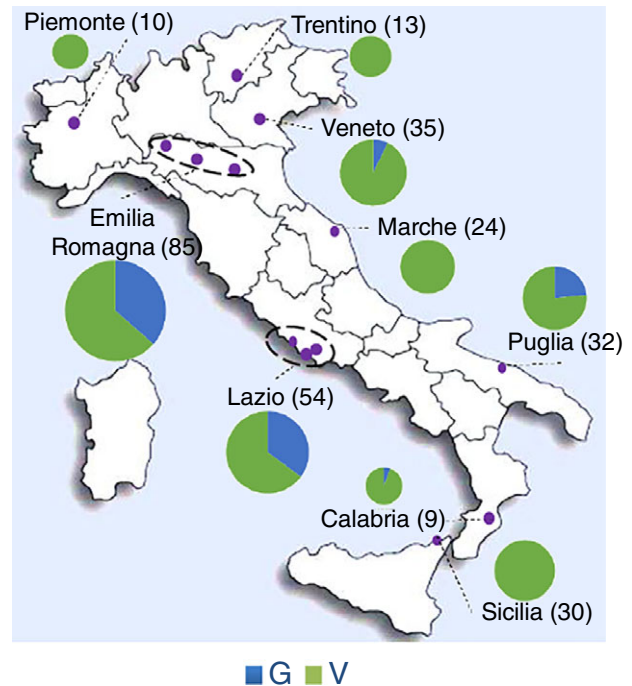 Piemonte (10)
Trentino (13)
Veneto (35)
Emilia
Romagna (85)
Marche (24)
Puglia (32)
Lazio (54)
Calabria (9)
Sicilia (30)
G V